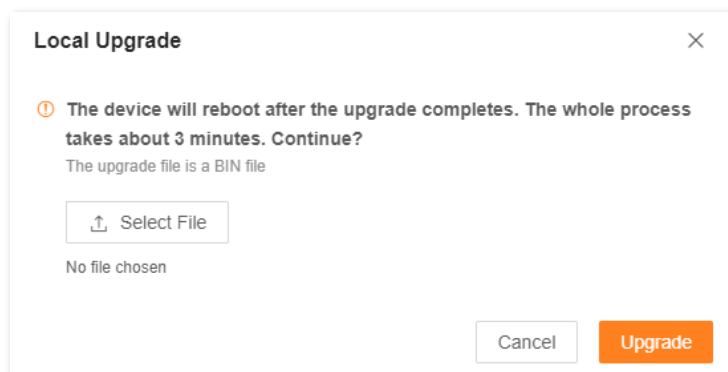 Local Upgrade
The device will reboot after the upgrade completes. The whole process
takes about 3 minutes. Continue?
The upgrade file is a BIN file
Select File
No file chosen
Cancel
Upgrade